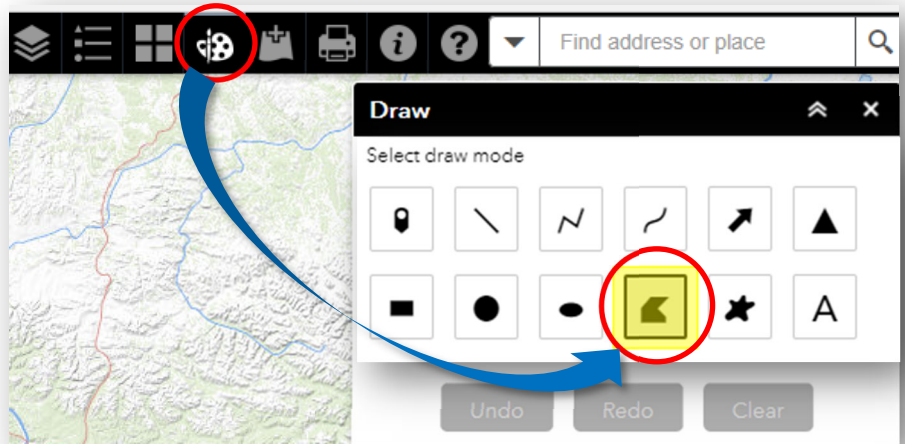 Find address or place
Draw
Select draw mode
A
Undo Redo Clear